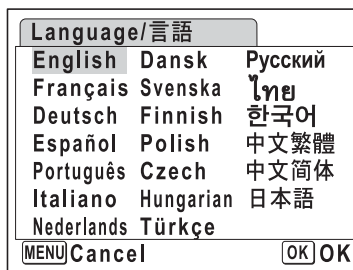 Language/言語
English Dansk Русский
Français Svenska ไทย
Deutsch Finnish 한국어
Español Polish 中文繁體
Português Czech 中文简体
Italiano Hungarian 日本語
Nederlands Türkçe
MENU Cancel OK OK